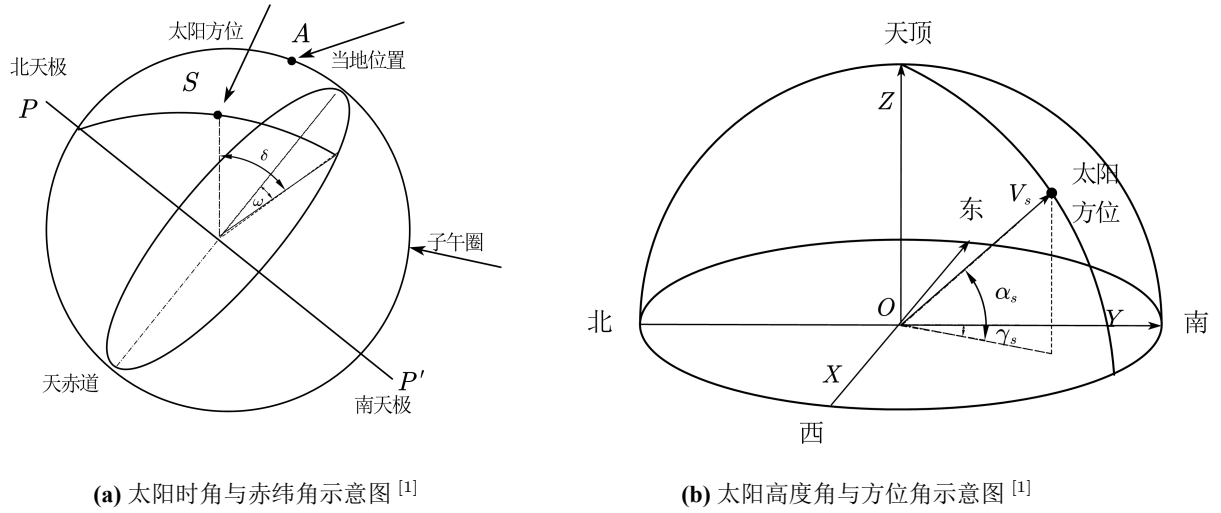 太阳方位
A
当地位置
北天极
S
P
δ
ω
子午圈
天赤道
P′
南天极
(a) 太阳时角与赤纬角示意图 [1]
天顶
Z
太阳
方位
V_s
东
α_s
O
北
Y
南
γ_s
X
西
(b) 太阳高度角与方位角示意图 [1]